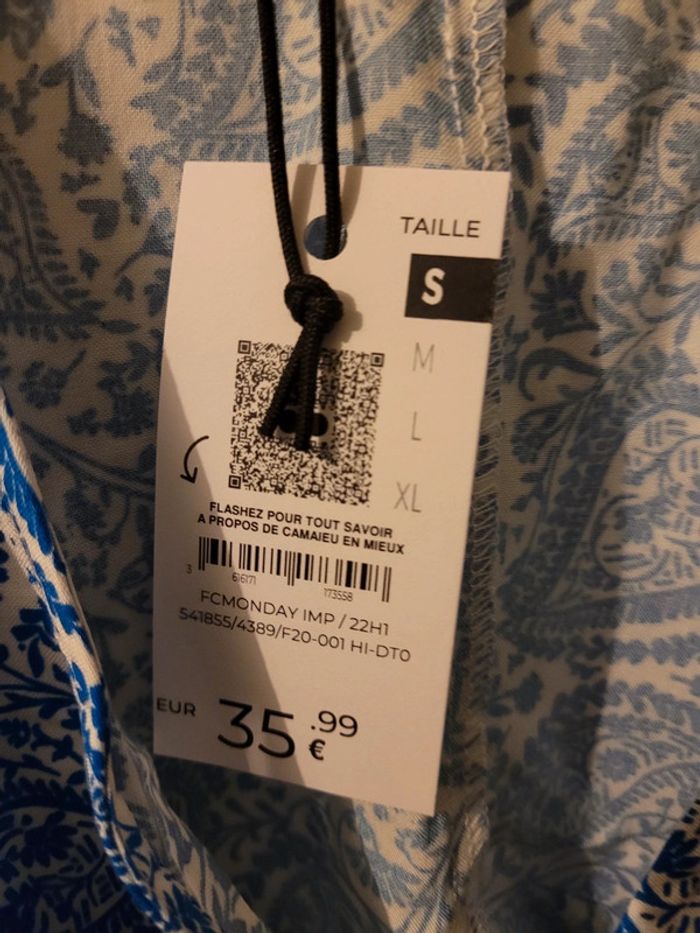 TAILLE
S
M
L
XL
FLASHEZ POUR TOUT SAVOIR
A PROPOS DE CAMAIEU EN MIEUX
3 616171 173558
FCMONDAY IMP / 22H1
541855/4389/F20-001 HI-DT0
EUR 35.99 €